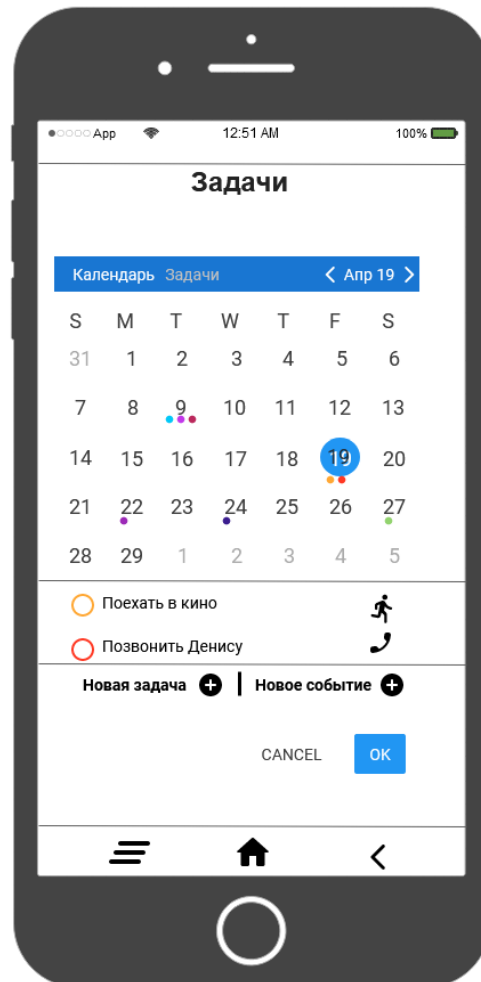 App 12:51 AM 100%
Задачи
Календарь Задачи Апр 19
S M T W T F S
31 1 2 3 4 5 6
7 8 9 10 11 12 13
14 15 16 17 18 19 20
21 22 23 24 25 26 27
28 29 1 2 3 4 5
Поехать в кино
Позвонить Денису
Новая задача | Новое событие
CANCEL OK